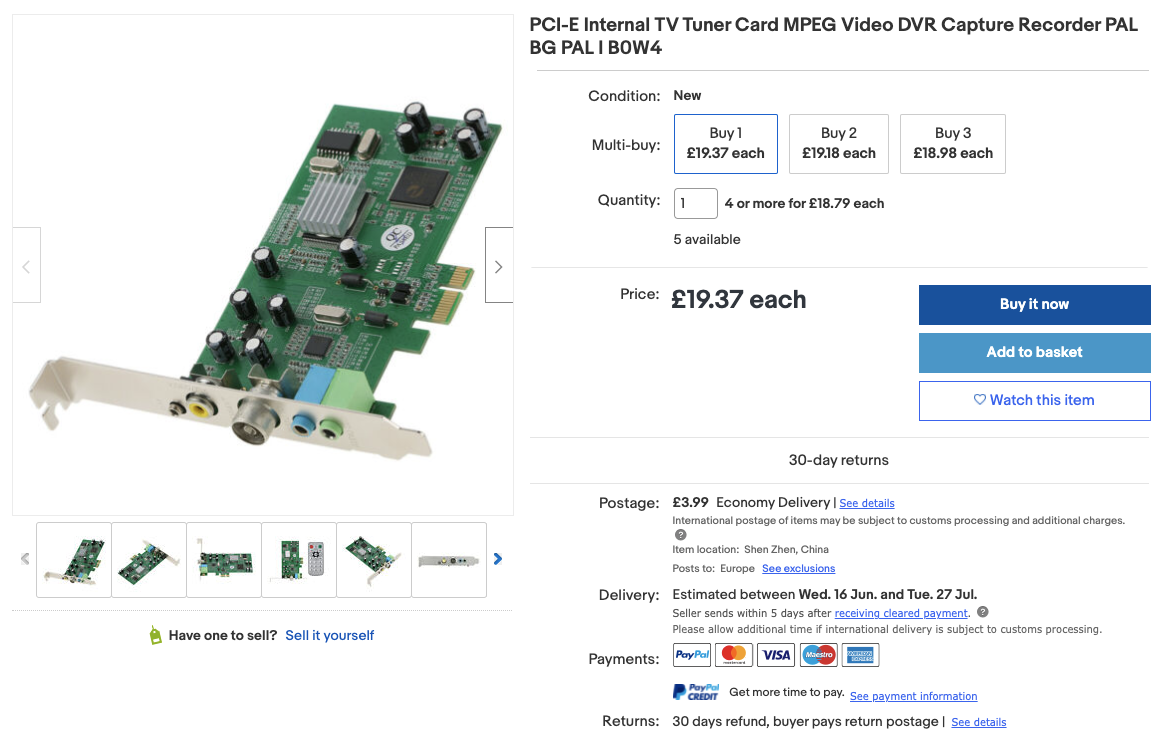 PCI-E Internal TV Tuner Card MPEG Video DVR Capture Recorder PAL
BG PAL I B0W4
Condition: New
Multi-buy:
Buy 1
£19.37 each
Buy 2
£19.18 each
Buy 3
£18.98 each
Quantity: 1 4 or more for £18.79 each
5 available
Price: £19.37 each
Buy it now
Add to basket
Watch this item
30-day returns
Postage: £3.99 Economy Delivery | See details
International postage of items may be subject to customs processing and additional charges.
Item location: Shen Zhen, China
Posts to: Europe See exclusions
Delivery: Estimated between Wed. 16 Jun. and Tue. 27 Jul.
Seller sends within 5 days after receiving cleared payment.
Please allow additional time if international delivery is subject to customs processing.
Payments: PayPal mastercard VISA Maestro AMERICAN EXPRESS
PayPal CREDIT Get more time to pay. See payment information
Returns: 30 days refund, buyer pays return postage | See details
QC
PASSED
Have one to sell? Sell it yourself